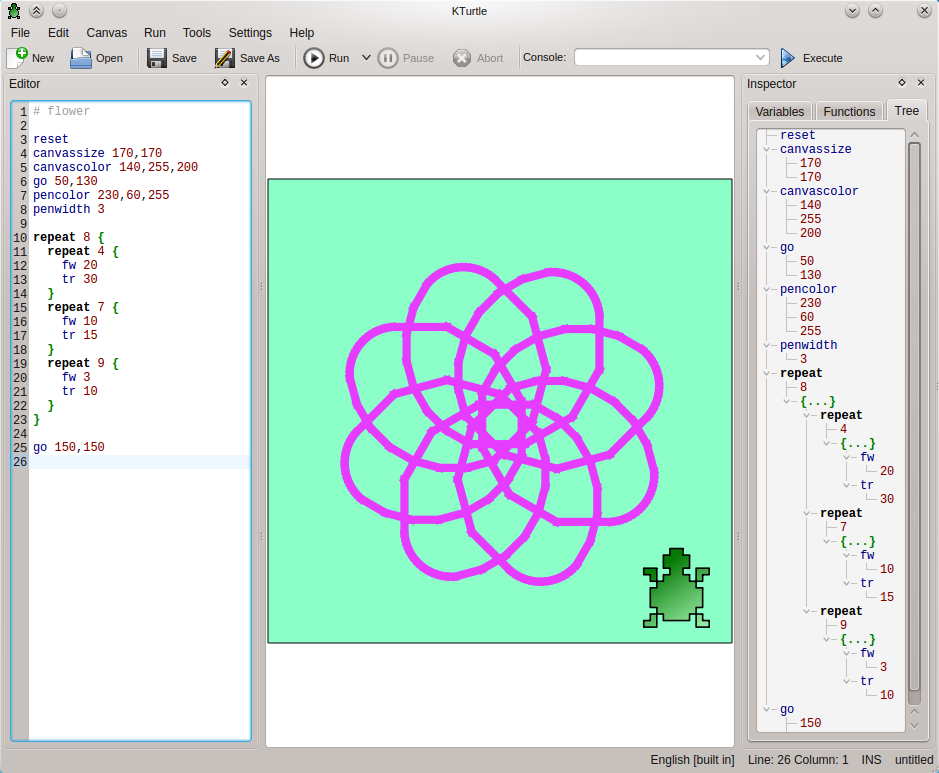 KTurtle
File Edit Canvas Run Tools Settings Help
New Open Save Save As Run Pause Abort Console: Execute
Editor
1 # flower
2
3 reset
4 canvassize 170,170
5 canvascolor 140,255,200
6 go 50,130
7 pencolor 230,60,255
8 penwidth 3
9
10 repeat 8 {
11 repeat 4 {
12 fw 20
13 tr 30
14 }
15 repeat 7 {
16 fw 10
17 tr 15
18 }
19 repeat 9 {
20 fw 3
21 tr 10
22 }
23 }
24
25 go 150,150
26
Inspector
Variables Functions Tree
reset
canvassize
170
170
canvascolor
140
255
200
go
50
130
pencolor
230
60
255
penwidth
3
repeat
8
{...}
repeat
4
{...}
fw
20
tr
30
repeat
7
{...}
fw
10
tr
15
repeat
9
{...}
fw
3
tr
10
go
150
English [built in] Line: 26 Column: 1 INS untitled